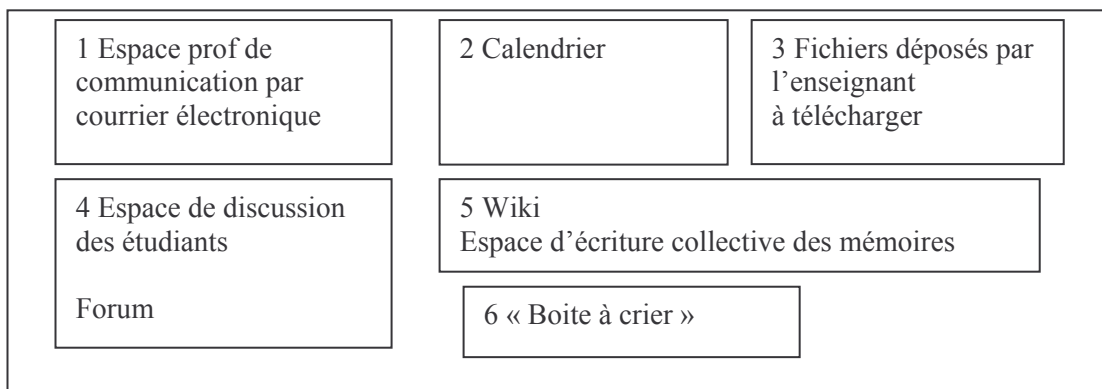 1 Espace prof de
communication par
courrier électronique
2 Calendrier
3 Fichiers déposés par
l’enseignant
à télécharger
4 Espace de discussion
des étudiants
Forum
5 Wiki
Espace d’écriture collective des mémoires
6 « Boite à crier »